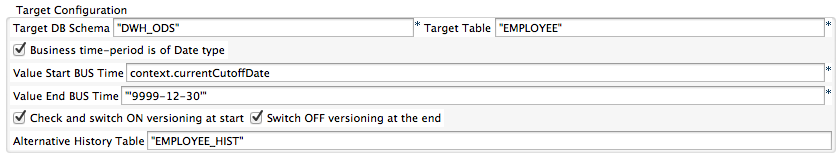 Target Configuration
Target DB Schema "DWH_ODS" * Target Table "EMPLOYEE" *
Business time-period is of Date type
Value Start BUS Time context.currentCutoffDate *
Value End BUS Time "'9999-12-30'" *
Check and switch ON versioning at start Switch OFF versioning at the end
Alternative History Table "EMPLOYEE_HIST"